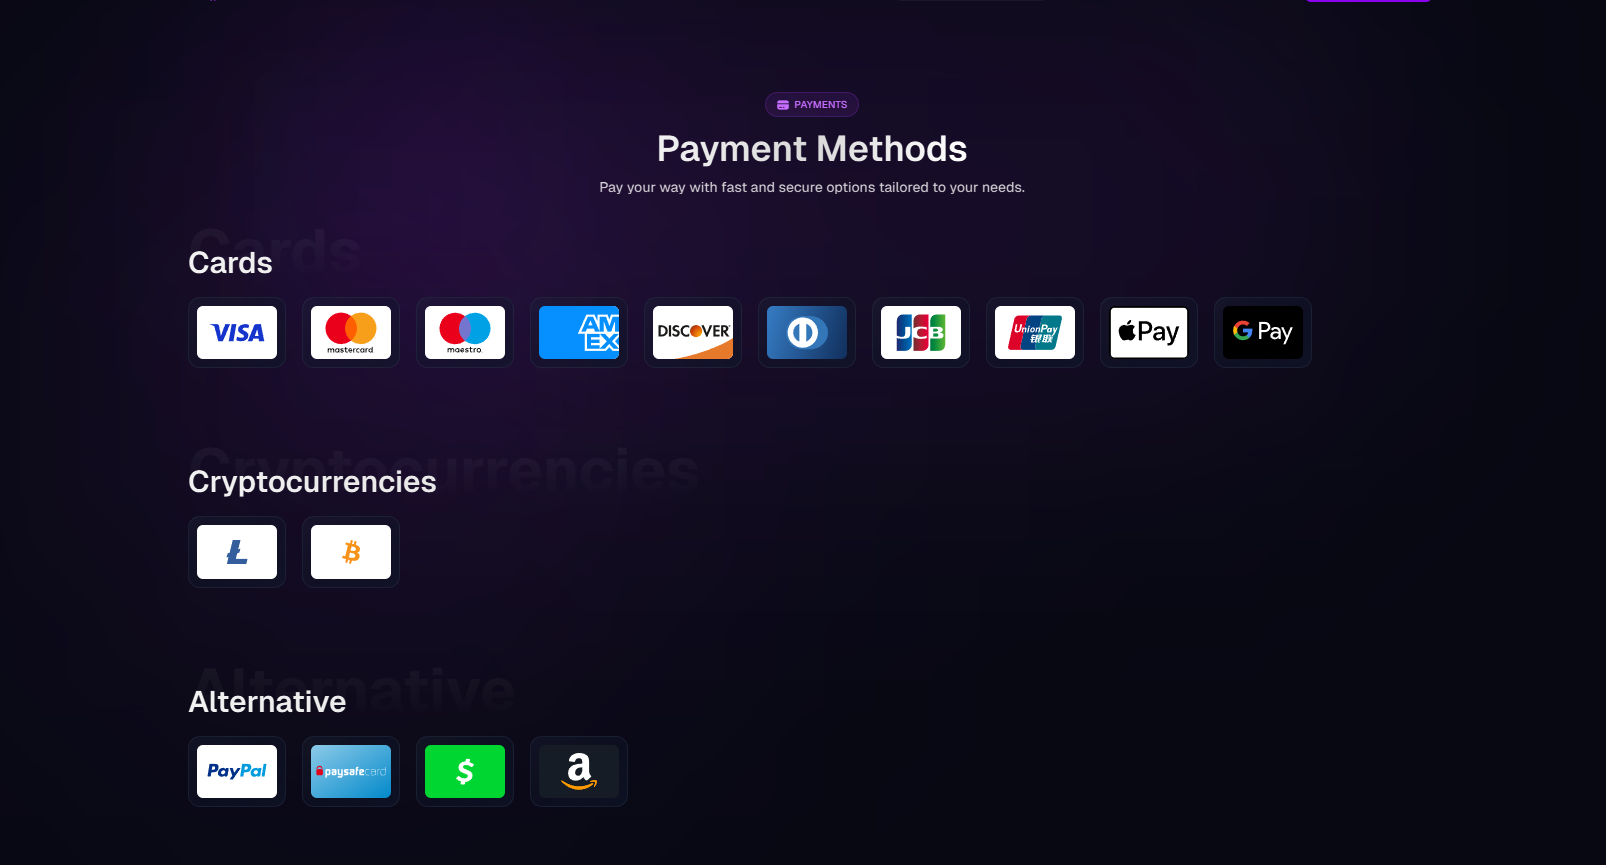 PAYMENTS
Payment Methods
Pay your way with fast and secure options tailored to your needs.
Cards
Cards
VISA
mastercard
maestro
AM
EX
DISCOVER
JCB
UnionPay
银联
Pay
G Pay
Cryptocurrencies
Cryptocurrencies
Alternative
Alternative
PayPal
paysafecard
$
a